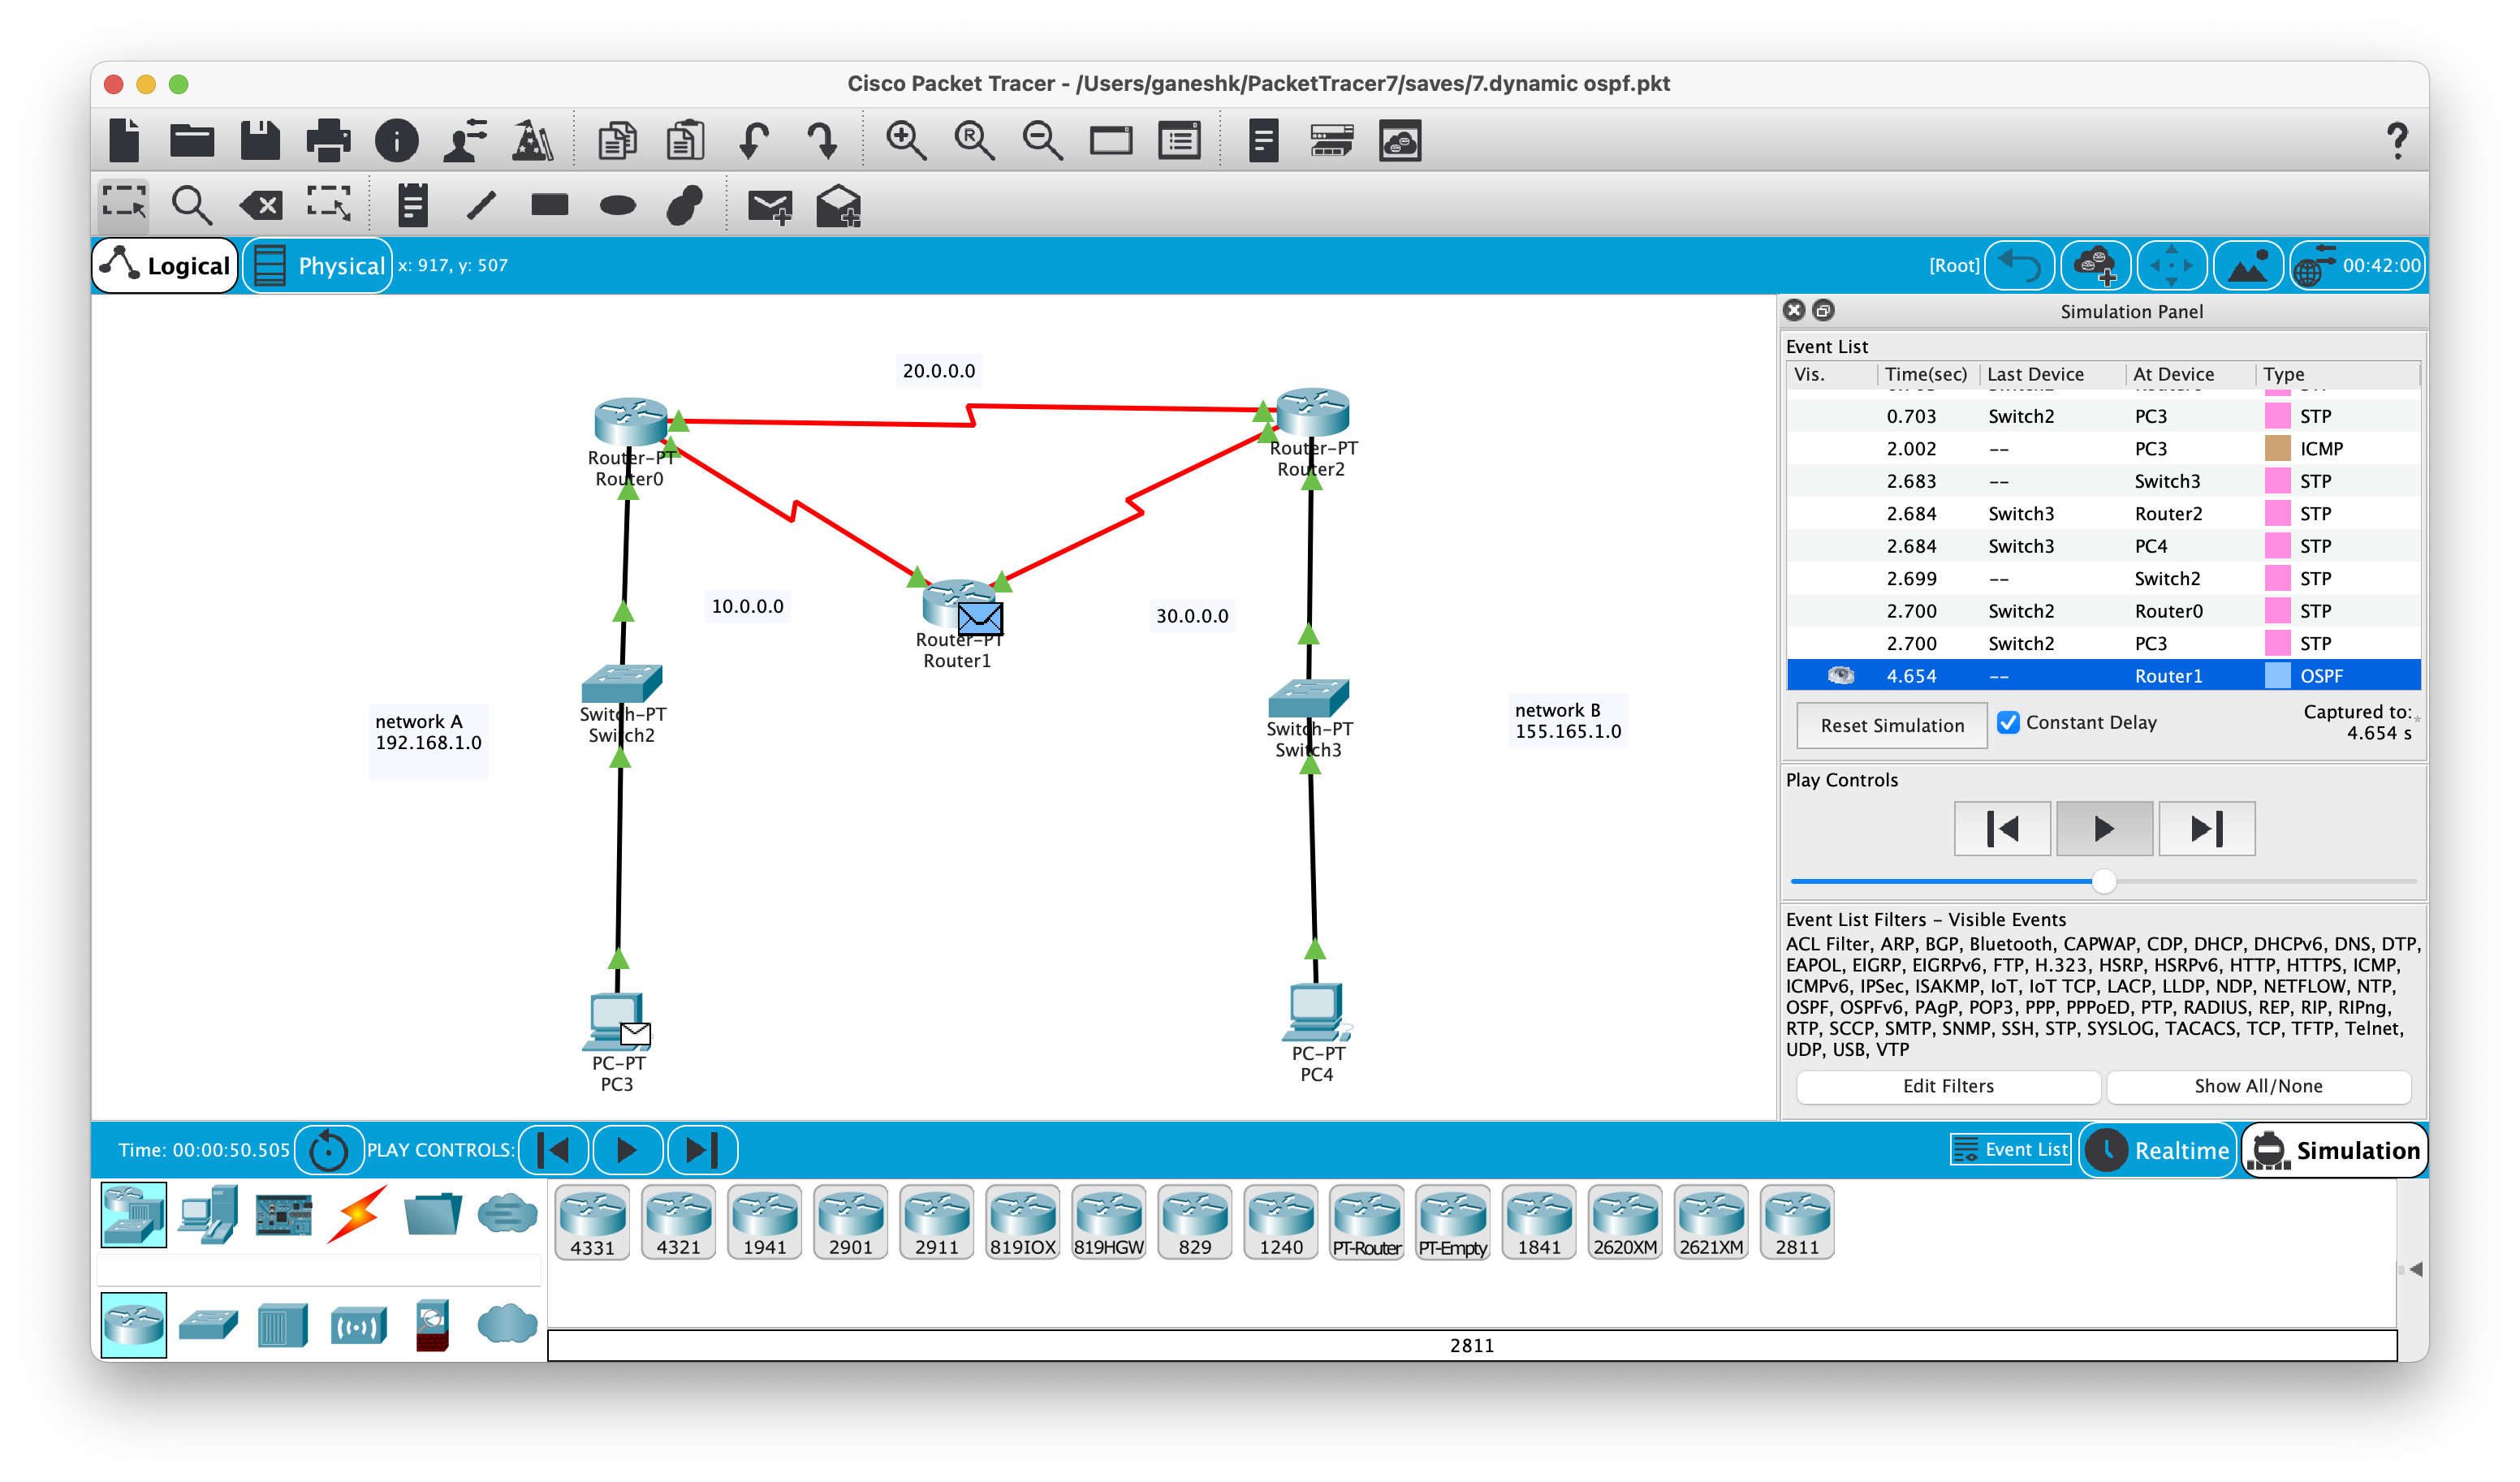 Cisco Packet Tracer - /Users/ganeshk/PacketTracer7/saves/7.dynamic ospf.pkt
Logical
Physical
x: 917, y: 507
[Root]
00:42:00
20.0.0.0
Router-PT
Router0
Router-PT
Router2
10.0.0.0
30.0.0.0
Router-PT
Router1
Switch-PT
Switch2
Switch-PT
Switch3
network A
192.168.1.0
network B
155.165.1.0
PC-PT
PC3
PC-PT
PC4
Simulation Panel
Event List
Vis. Time(sec) Last Device At Device Type
0.703 Switch2 PC3 STP
2.002 -- PC3 ICMP
2.683 -- Switch3 STP
2.684 Switch3 Router2 STP
2.684 Switch3 PC4 STP
2.699 -- Switch2 STP
2.700 Switch2 Router0 STP
2.700 Switch2 PC3 STP
4.654 -- Router1 OSPF
Reset Simulation
Constant Delay
Captured to:*
4.654 s
Play Controls
Event List Filters - Visible Events
ACL Filter, ARP, BGP, Bluetooth, CAPWAP, CDP, DHCP, DHCPv6, DNS, DTP,
EAPOL, EIGRP, EIGRPv6, FTP, H.323, HSRP, HSRPv6, HTTP, HTTPS, ICMP,
ICMPv6, IPSec, ISAKMP, IoT, IoT TCP, LACP, LLDP, NDP, NETFLOW, NTP,
OSPF, OSPFv6, PAgP, POP3, PPP, PPPoED, PTP, RADIUS, REP, RIP, RIPng,
RTP, SCCP, SMTP, SNMP, SSH, STP, SYSLOG, TACACS, TCP, TFTP, Telnet,
UDP, USB, VTP
Edit Filters
Show All/None
Time: 00:00:50.505
PLAY CONTROLS:
Event List
Realtime
Simulation
4331
4321
1941
2901
2911
819IOX
819HGW
829
1240
PT-Router
PT-Empty
1841
2620XM
2621XM
2811
2811